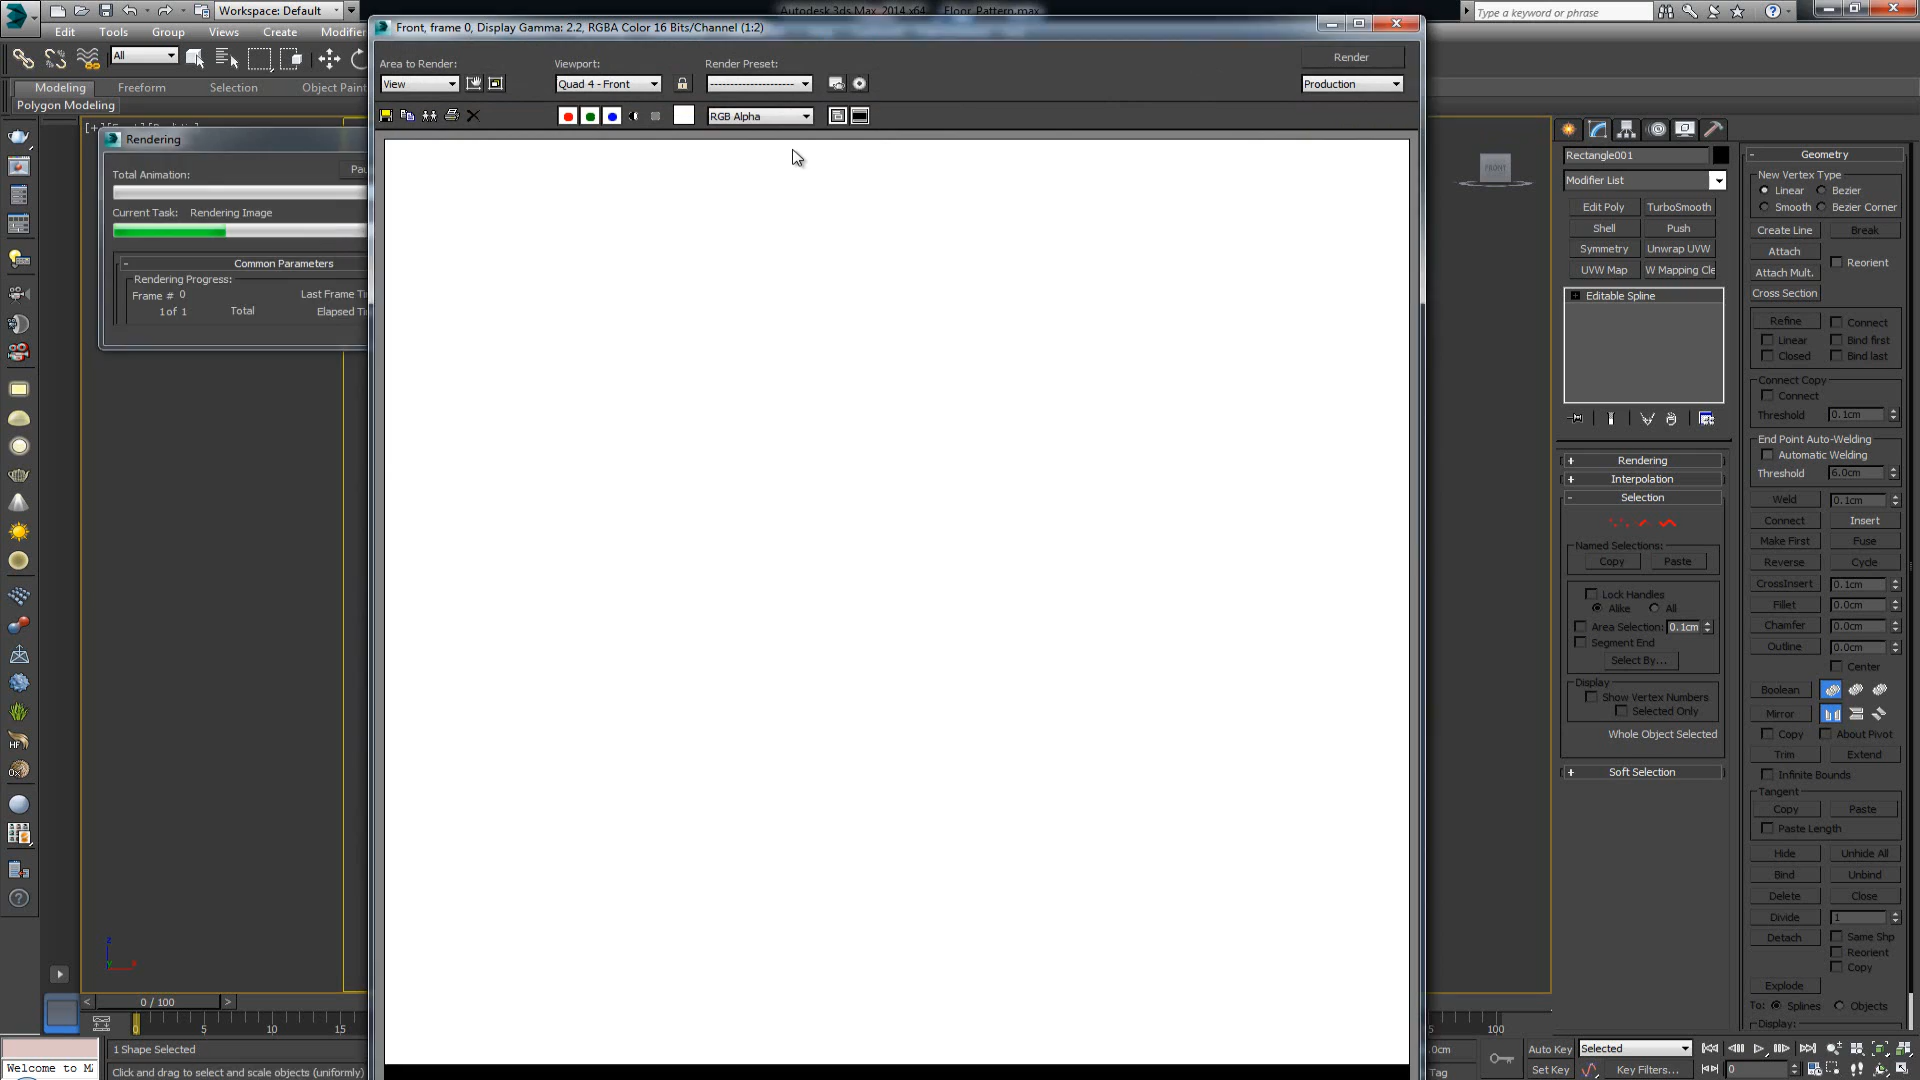 Workspace: Default
Autodesk 3ds Max 2014 x64    Floor_Pattern.max
Type a keyword or phrase
Edit Tools Group Views Create Modifier
All
Modeling Freeform Selection Object Paint
Polygon Modeling
Front, frame 0, Display Gamma: 2.2, RGBA Color 16 Bits/Channel (1:2)
Area to Render: Viewport: Render Preset: Render
View Quad 4 - Front Production
RGB Alpha
Rendering
Total Animation:
Current Task: Rendering Image
- Common Parameters
Rendering Progress:
Frame # 0
1 of 1 Total
FRONT
Rectangle001
Modifier List
Edit Poly TurboSmooth
Shell Push
Symmetry Unwrap UVW
UVW Map W Mapping Cle
Editable Spline
+ Rendering
+ Interpolation
- Selection
Named Selections:
Copy Paste
Lock Handles
Alike All
Area Selection: 0.1cm
Segment End
Select By...
Display
Show Vertex Numbers
Selected Only
Whole Object Selected
+ Soft Selection
- Geometry
New Vertex Type
Linear Bezier
Smooth Bezier Corner
Create Line Break
Attach
Reorient
Attach Mult.
Cross Section
Refine Connect
Linear Bind first
Closed Bind last
Connect Copy
Connect
Threshold 0.1cm
End Point Auto-Welding
Automatic Welding
Threshold 6.0cm
Weld 0.1cm
Connect Insert
Make First Fuse
Reverse Cycle
CrossInsert 0.1cm
Fillet 0.0cm
Chamfer 0.0cm
Outline 0.0cm
Center
Boolean
Mirror
Copy About Pivot
Trim Extend
Infinite Bounds
Tangent
Copy Paste
Paste Length
Hide Unhide All
Bind Unbind
Delete Close
Divide 1
Detach Same Shp
Reorient
Copy
Explode
To: Splines Objects
Display:
z
x
< 0 / 100 >
0 5 10 15
100
1 Shape Selected
Welcome to
Click and drag to select and scale objects (uniformly)
Tag
Auto Key Selected
Set Key Key Filters... 0